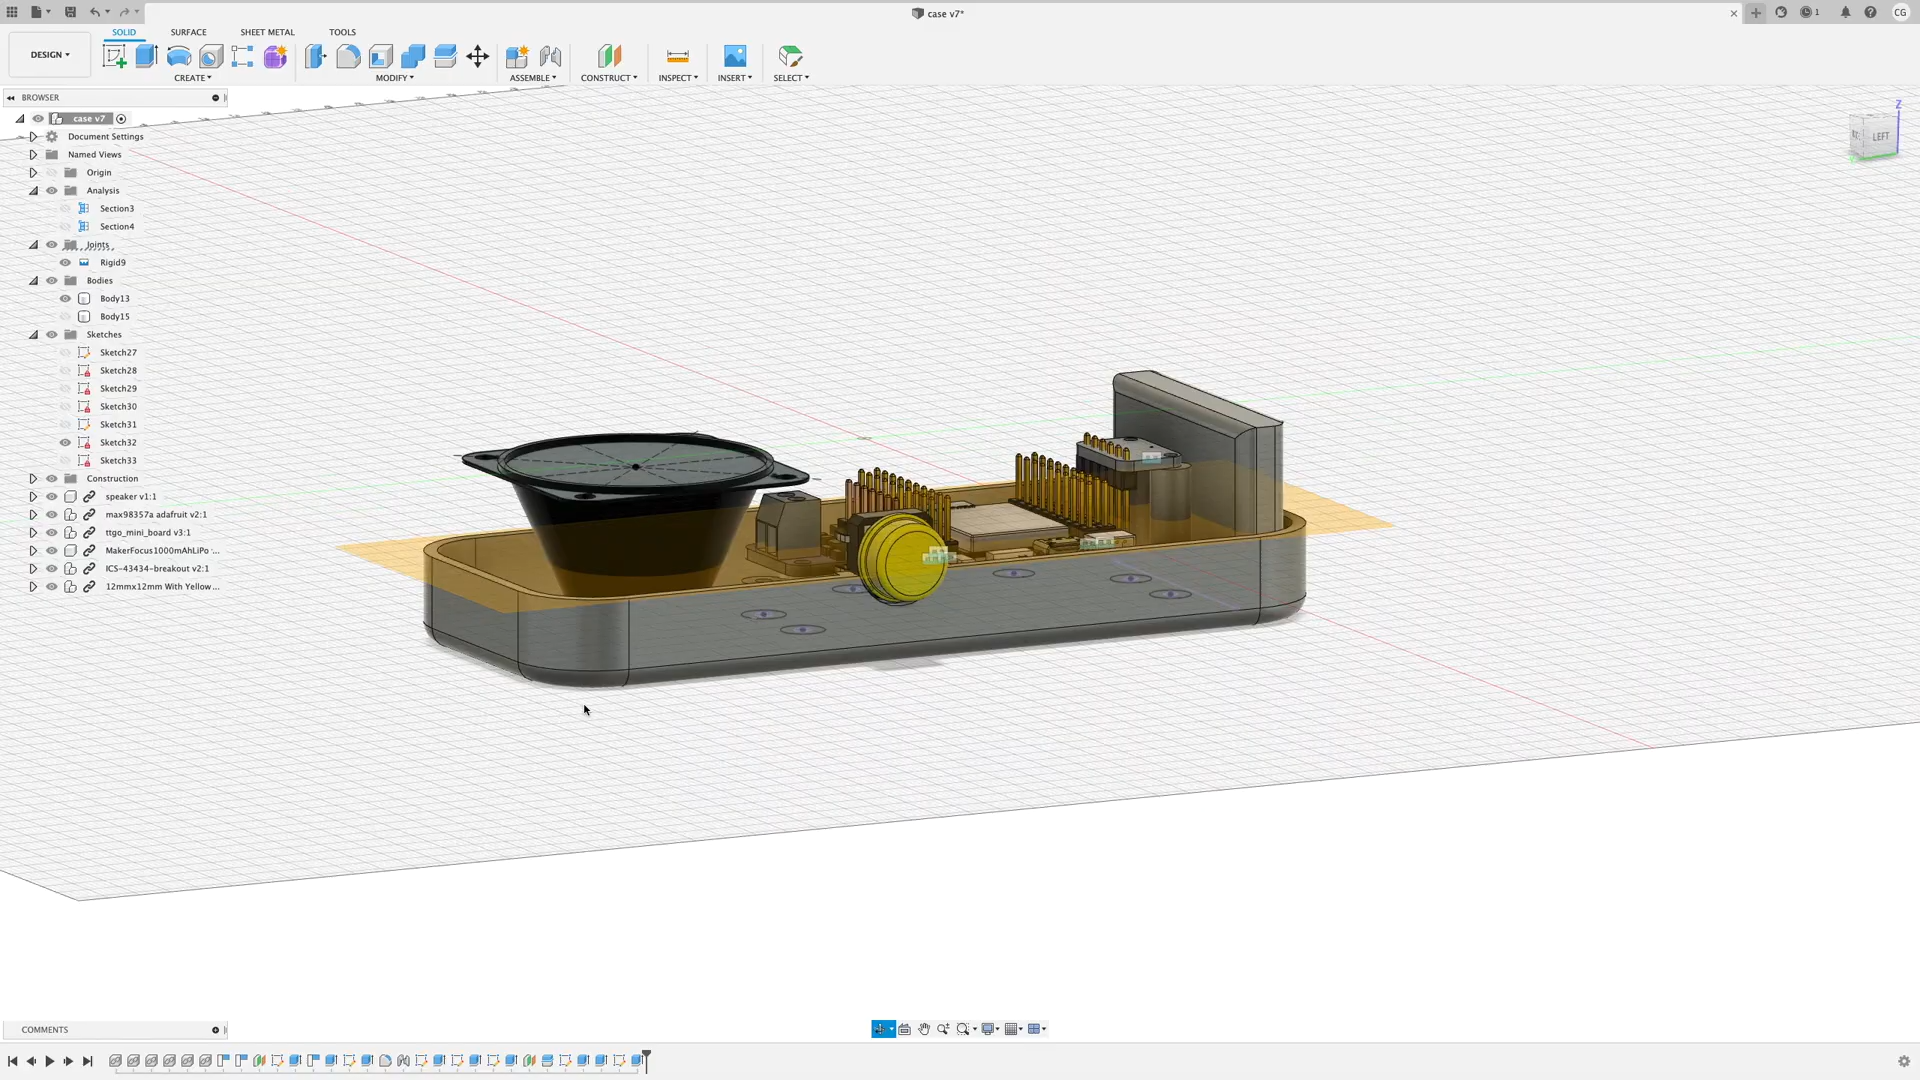 case v7*
1
CG
DESIGN
SOLID
SURFACE
SHEET METAL
TOOLS
CREATE
MODIFY
ASSEMBLE
CONSTRUCT
INSPECT
INSERT
SELECT
BROWSER
case v7
Document Settings
Named Views
Origin
Analysis
Section3
Section4
Joints
Rigid9
Bodies
Body13
Body15
Sketches
Sketch27
Sketch28
Sketch29
Sketch30
Sketch31
Sketch32
Sketch33
Construction
speaker v1:1
max98357a adafruit v2:1
ttgo_mini_board v3:1
MakerFocus1000mAhLiPo ...
ICS-43434-breakout v2:1
12mmx12mm With Yellow ...
Z
LEFT
COMMENTS